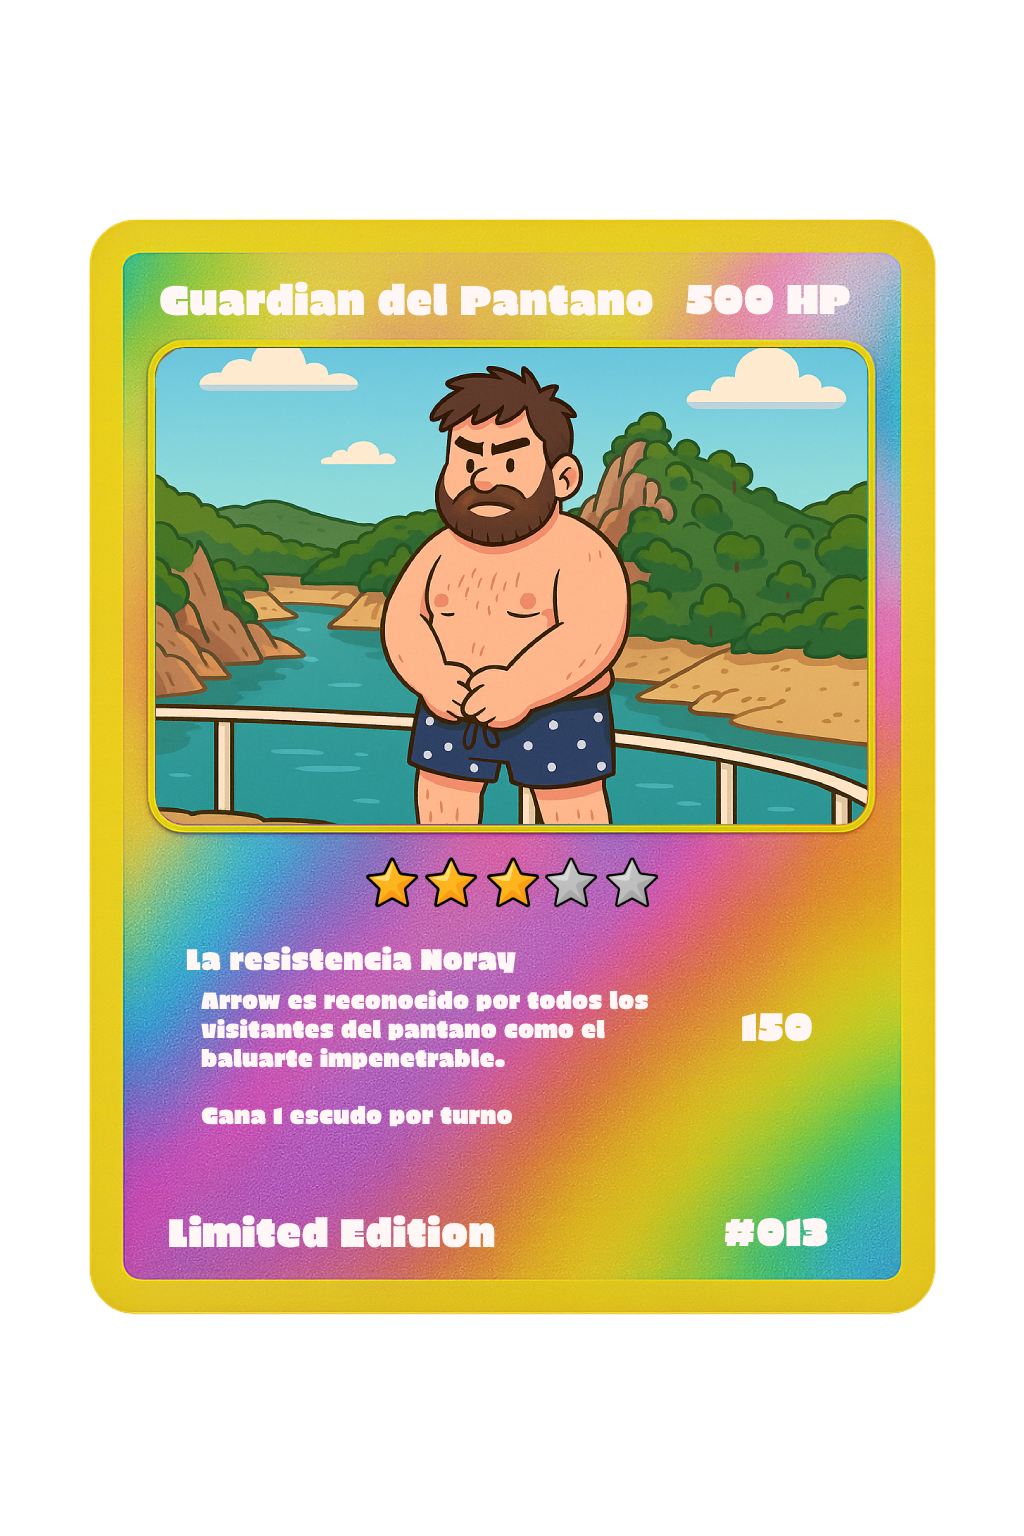 Guardian del Pantano 500 HP
La resistencia Noray
Arrow es reconocido por todos los
visitantes del pantano como el
baluarte impenetrable.
150
Gana 1 escudo por turno
Limited Edition #013